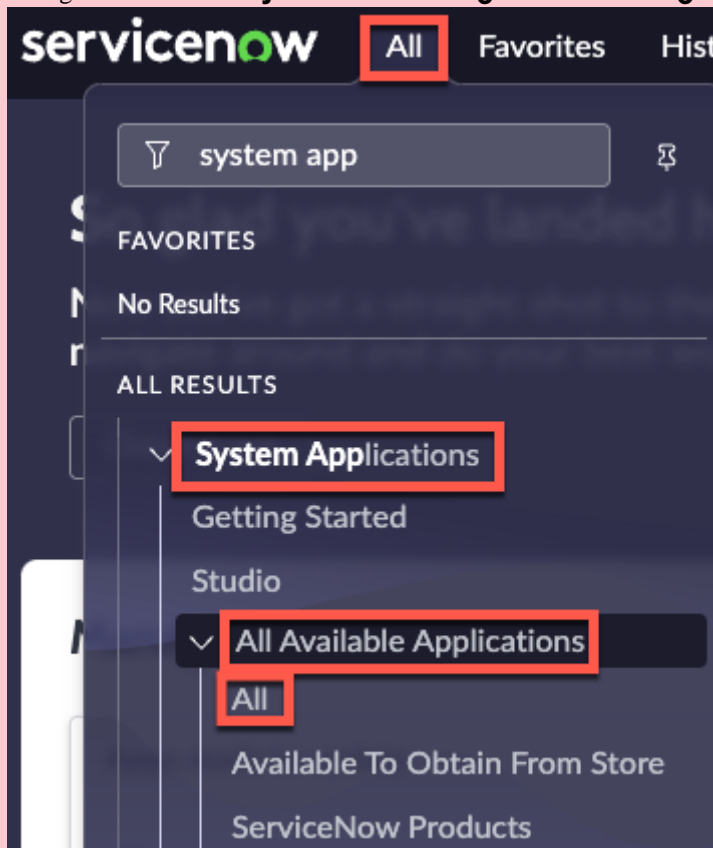 servicenow All Favorites Hist
system app
FAVORITES
No Results
ALL RESULTS
System Applications
Getting Started
Studio
All Available Applications
All
Available To Obtain From Store
ServiceNow Products